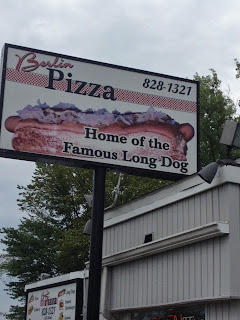 Berlin
Pizza
828-1321
Home of the
Famous Long Dog